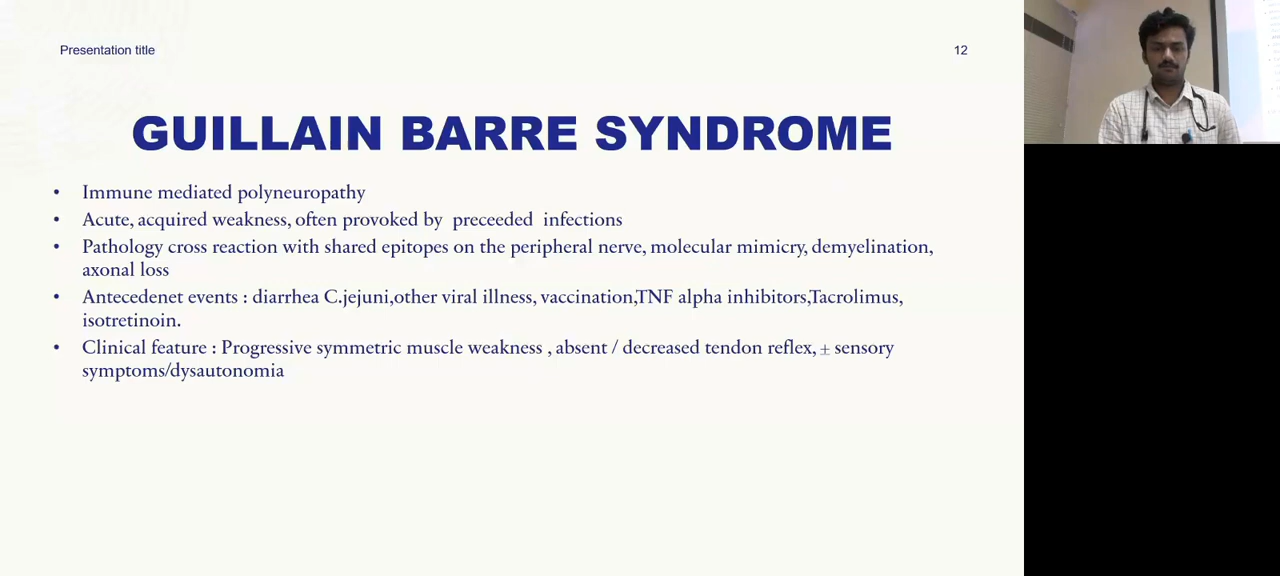 Presentation title
12
GUILLAIN BARRE SYNDROME
• Immune mediated polyneuropathy
• Acute, acquired weakness, often provoked by preceeded infections
• Pathology cross reaction with shared epitopes on the peripheral nerve, molecular mimicry, demyelination,
axonal loss
• Antecedenet events : diarrhea C.jejuni,other viral illness, vaccination,TNF alpha inhibitors,Tacrolimus,
isotretinoin.
• Clinical feature : Progressive symmetric muscle weakness , absent / decreased tendon reflex, ± sensory
symptoms/dysautonomia